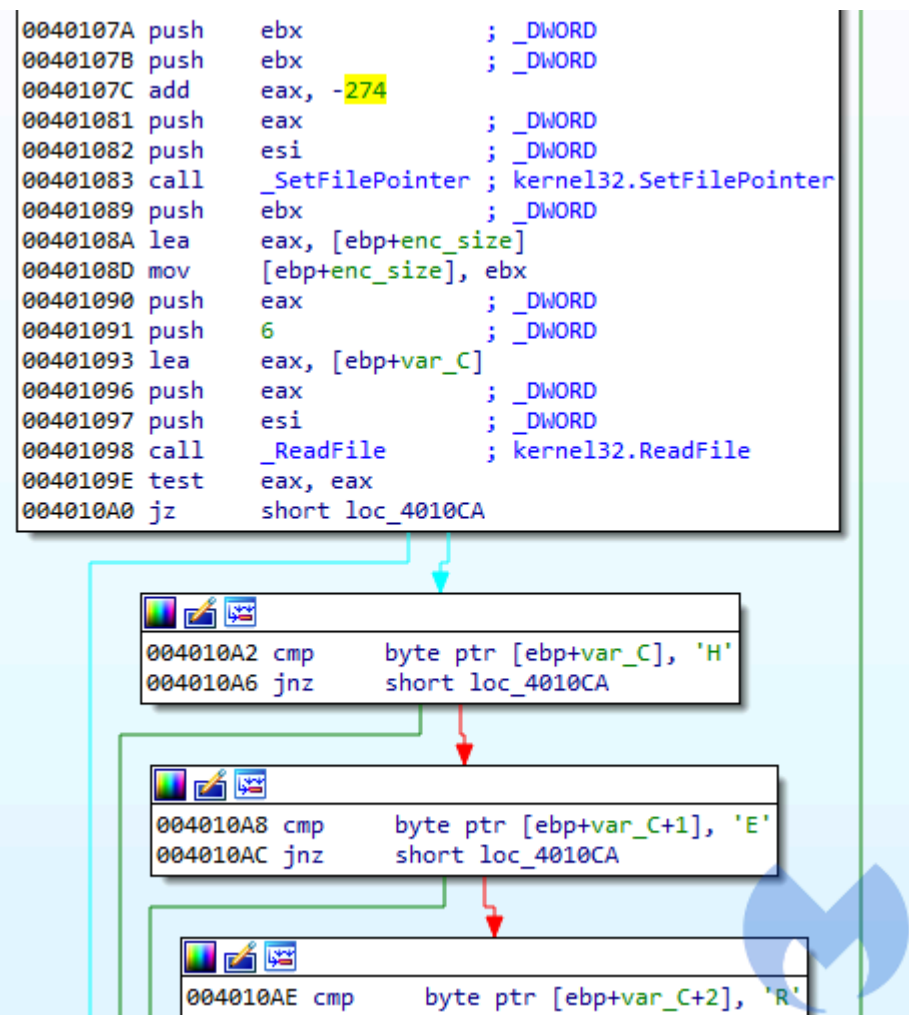 0040107A push ebx ; _DWORD
0040107B push ebx ; _DWORD
0040107C add eax, -274
00401081 push eax ; _DWORD
00401082 push esi ; _DWORD
00401083 call _SetFilePointer ; kernel32.SetFilePointer
00401089 push ebx ; _DWORD
0040108A lea eax, [ebp+enc_size]
0040108D mov [ebp+enc_size], ebx
00401090 push eax ; _DWORD
00401091 push 6 ; _DWORD
00401093 lea eax, [ebp+var_C]
00401096 push eax ; _DWORD
00401097 push esi ; _DWORD
00401098 call _ReadFile ; kernel32.ReadFile
0040109E test eax, eax
004010A0 jz short loc_4010CA
004010A2 cmp byte ptr [ebp+var_C], 'H'
004010A6 jnz short loc_4010CA
004010A8 cmp byte ptr [ebp+var_C+1], 'E'
004010AC jnz short loc_4010CA
004010AE cmp byte ptr [ebp+var_C+2], 'R'